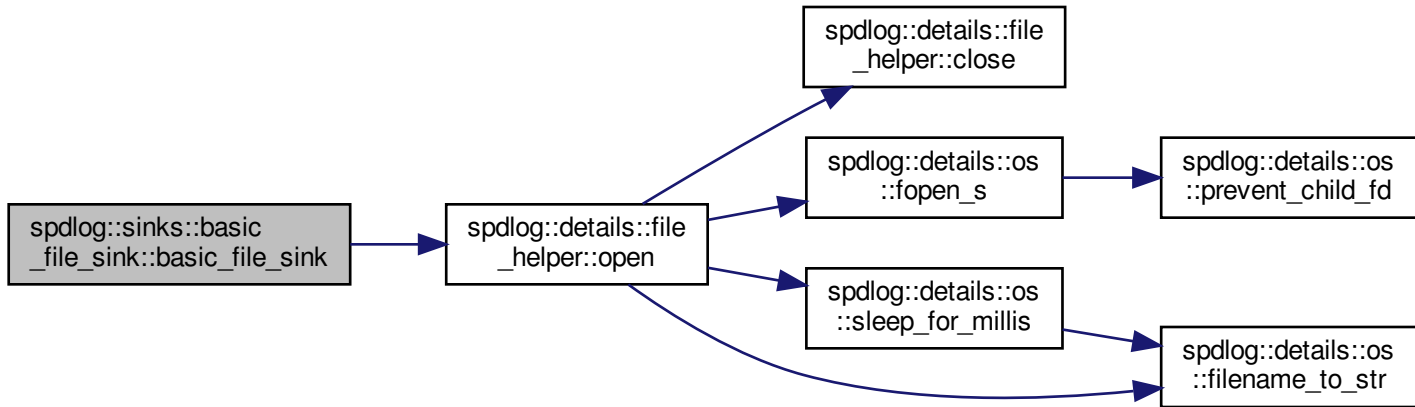 spdlog::details::file
_helper::close
spdlog::details::os
::fopen_s
spdlog::details::os
::prevent_child_fd
spdlog::sinks::basic
_file_sink::basic_file_sink
spdlog::details::file
_helper::open
spdlog::details::os
::sleep_for_millis
spdlog::details::os
::filename_to_str